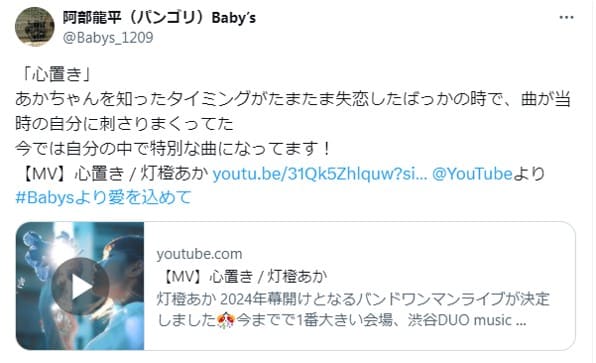 阿部龍平（パンゴリ）Baby's
@Babys_1209
「心置き」
あかちゃんを知ったタイミングがたまたま失恋したばっかの時で、曲が当
時の自分に刺さりまくってた
今では自分の中で特別な曲になってます！
【MV】心置き / 灯橙あか youtu.be/31Qk5Zhlquw?si... @YouTubeより
#Babysより愛を込めて
youtube.com
【MV】心置き / 灯橙あか
灯橙あか 2024年幕開けとなるバンドワンマンライブが決定
しました🎊今までで1番大きい会場、渋谷DUO music ...